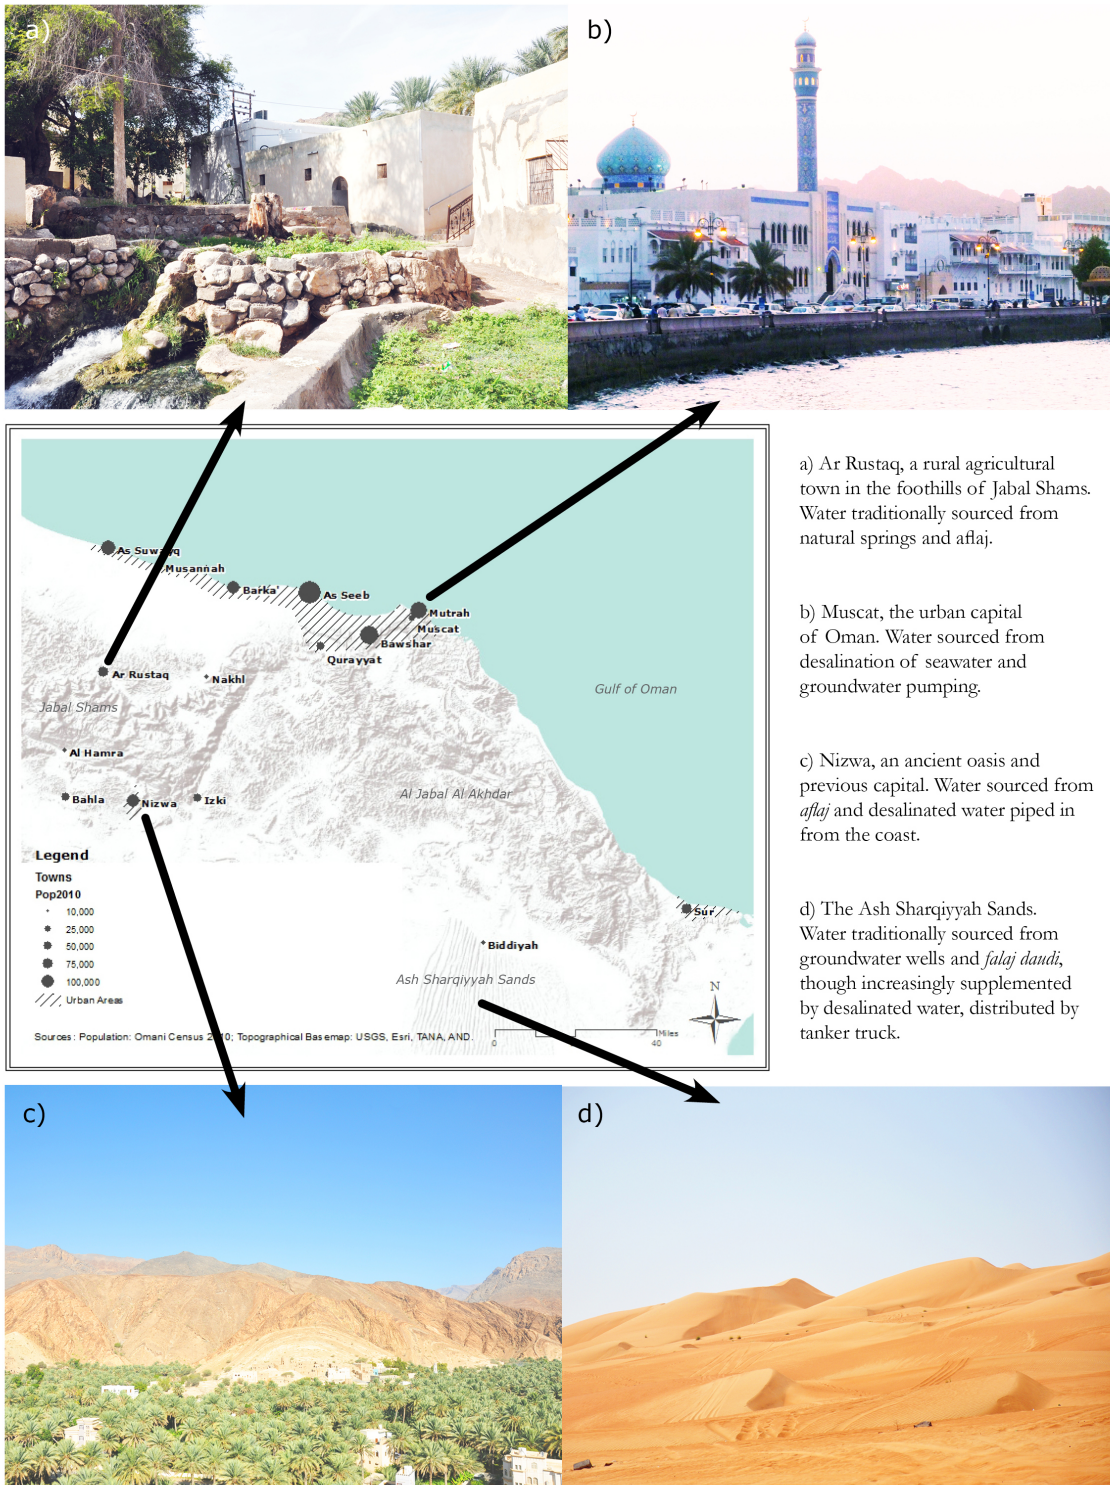 a)
b)
As Suwayq
Musannah
Barka'
As Seeb
Mutrah
Muscat
Bawshar
Qurayyat
Ar Rustaq
Nakhl
Jabal Shams
Gulf of Oman
Al Hamra
Bahla
Nizwa
Izki
Al Jabal Al Akhdar
Sur
Biddiyah
Ash Sharqiyyah Sands
Legend
Towns
Pop2010
10,000
25,000
50,000
75,000
100,000
Urban Areas
N
Miles
0
40
Sources: Population: Omani Census 2010; Topographical Basemap: USGS, Esri, TANA, AND.
a) Ar Rustaq, a rural agricultural
town in the foothills of Jabal Shams.
Water traditionally sourced from
natural springs and aflaj.
b) Muscat, the urban capital
of Oman. Water sourced from
desalination of seawater and
groundwater pumping.
c) Nizwa, an ancient oasis and
previous capital. Water sourced from
aflaj and desalinated water piped in
from the coast.
d) The Ash Sharqiyyah Sands.
Water traditionally sourced from
groundwater wells and falaj daudi,
though increasingly supplemented
by desalinated water, distributed by
tanker truck.
c)
d)